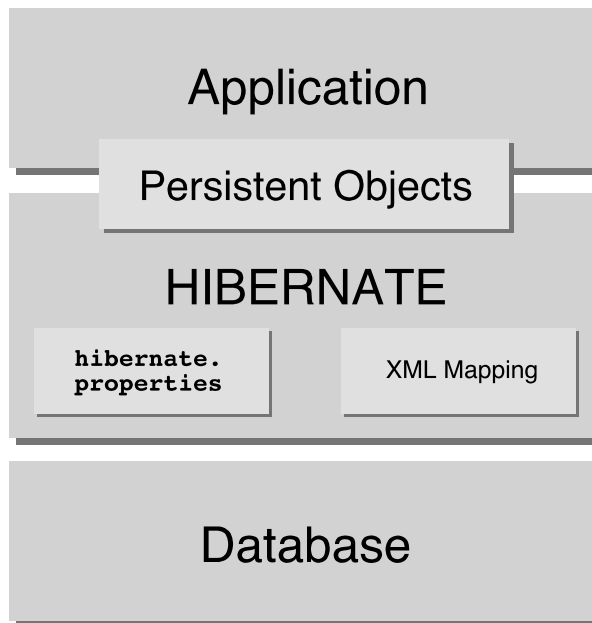 Application
Persistent Objects
HIBERNATE
hibernate.
properties
XML Mapping
Database